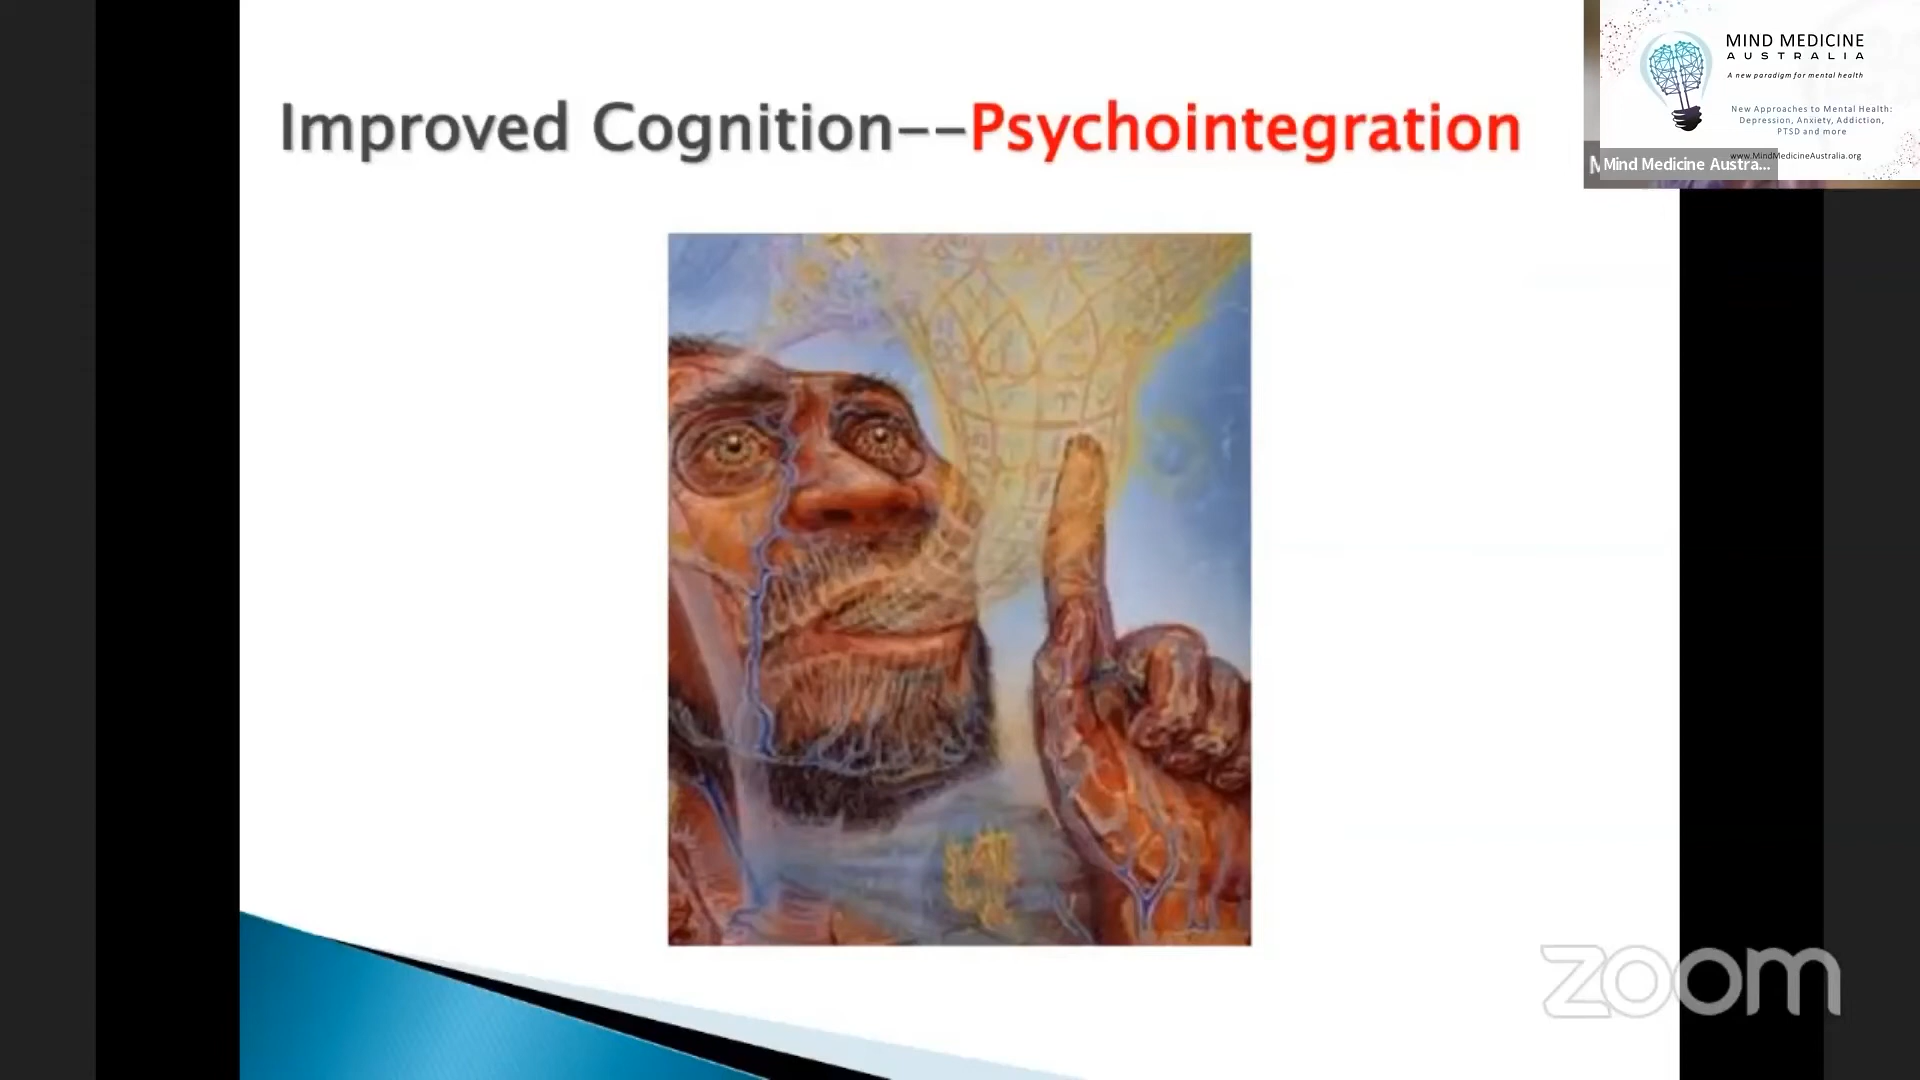 Improved Cognition--Psychointegration
MIND MEDICINE
AUSTRALIA
A new paradigm for mental health
New Approaches to Mental Health:
Depression, Anxiety, Addiction,
PTSD and more
www.MindMedicineAustralia.org
Mind Medicine Austra...
zoom